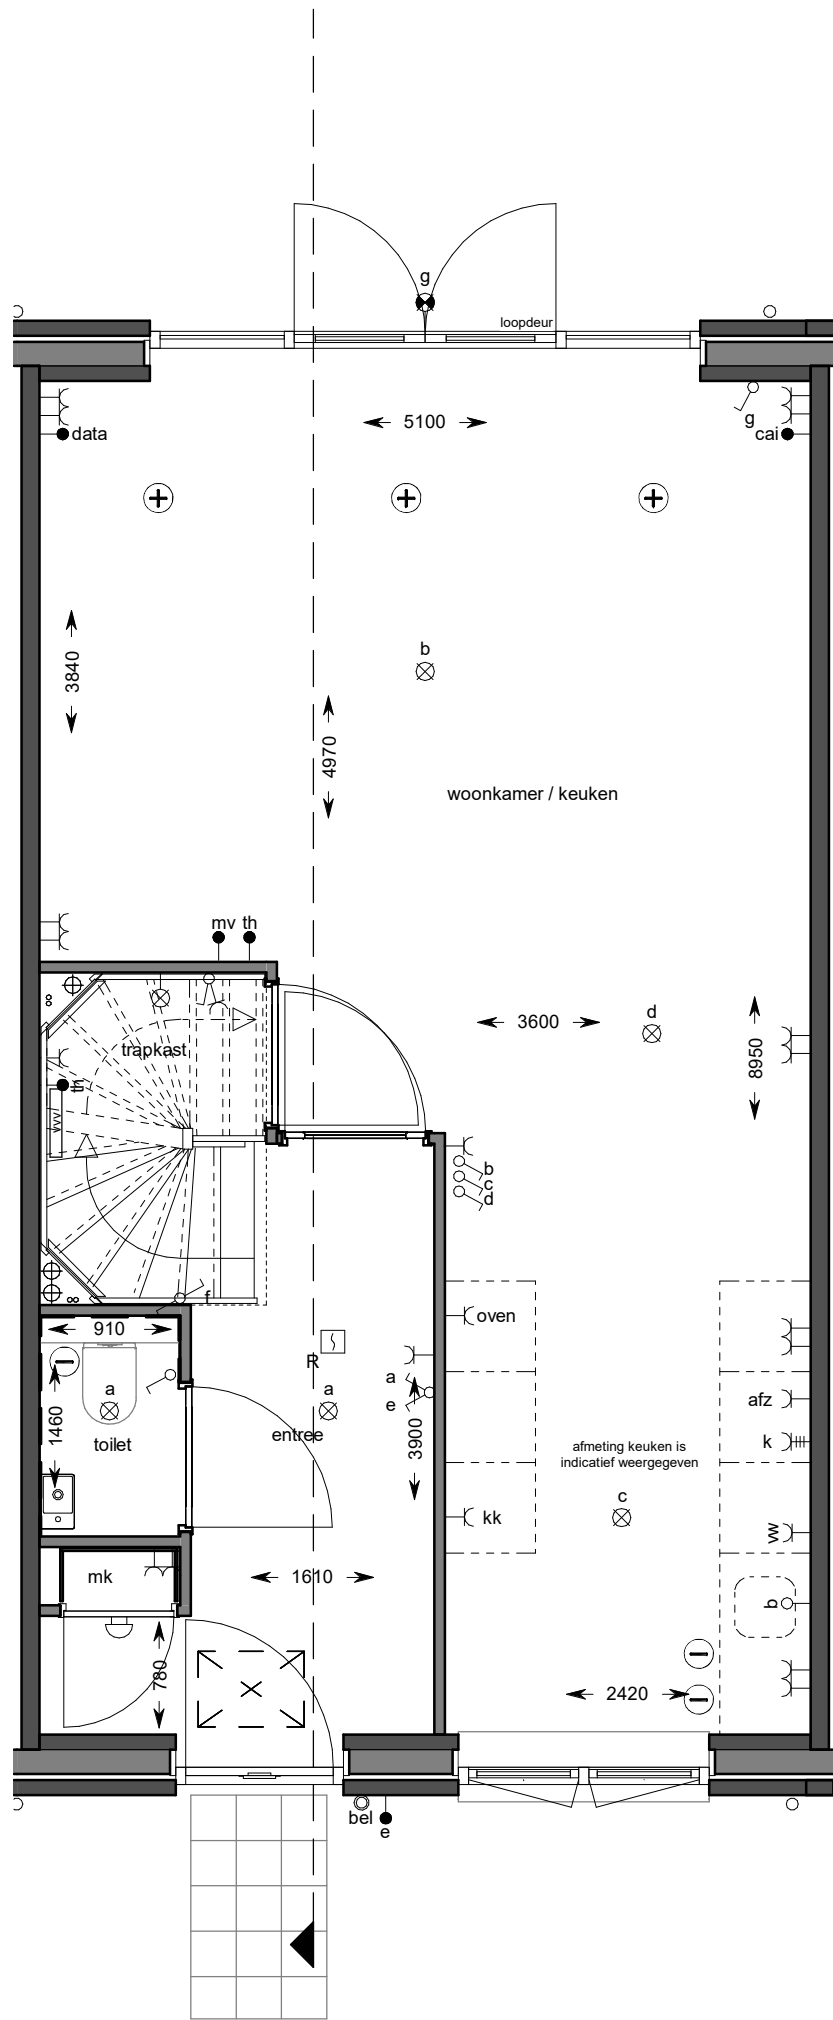 g
loopdeur
5100
g
data
cai
b
3840
4970
woonkamer / keuken
mv th
3600
d
8950
trapkast
th
vvv
b
c
d
f
910
oven
R
a
a
a
e
afz
1460
toilet
entree
3900
k
afmeting keuken is
indicatief weergegeven
c
kk
vw
mk
1610
b
780
2420
bel
e